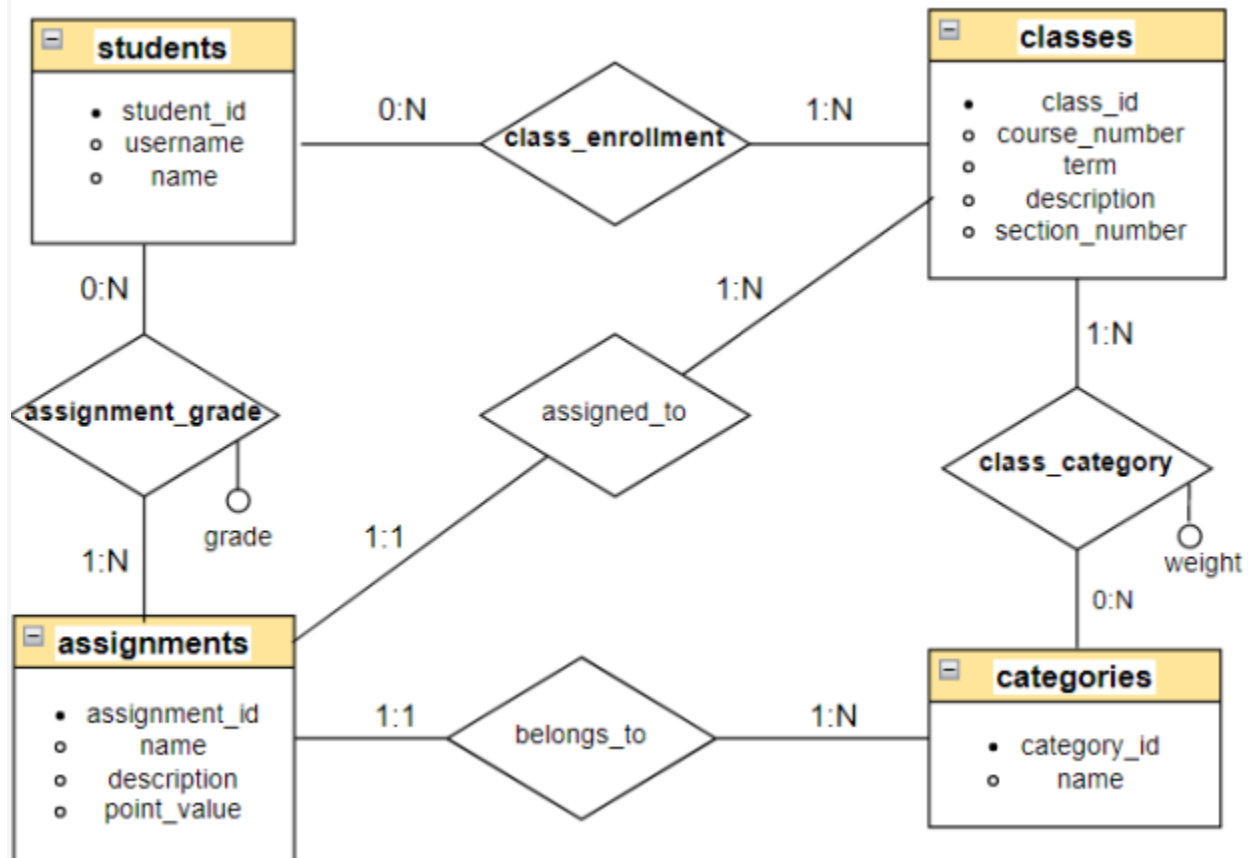 students
student_id
username
name
0:N
class_enrollment
1:N
classes
class_id
course_number
term
description
section_number
0:N
assignment_grade
grade
1:N
1:N
assigned_to
1:1
1:N
class_category
weight
0:N
assignments
assignment_id
name
description
point_value
1:1
belongs_to
1:N
categories
category_id
name